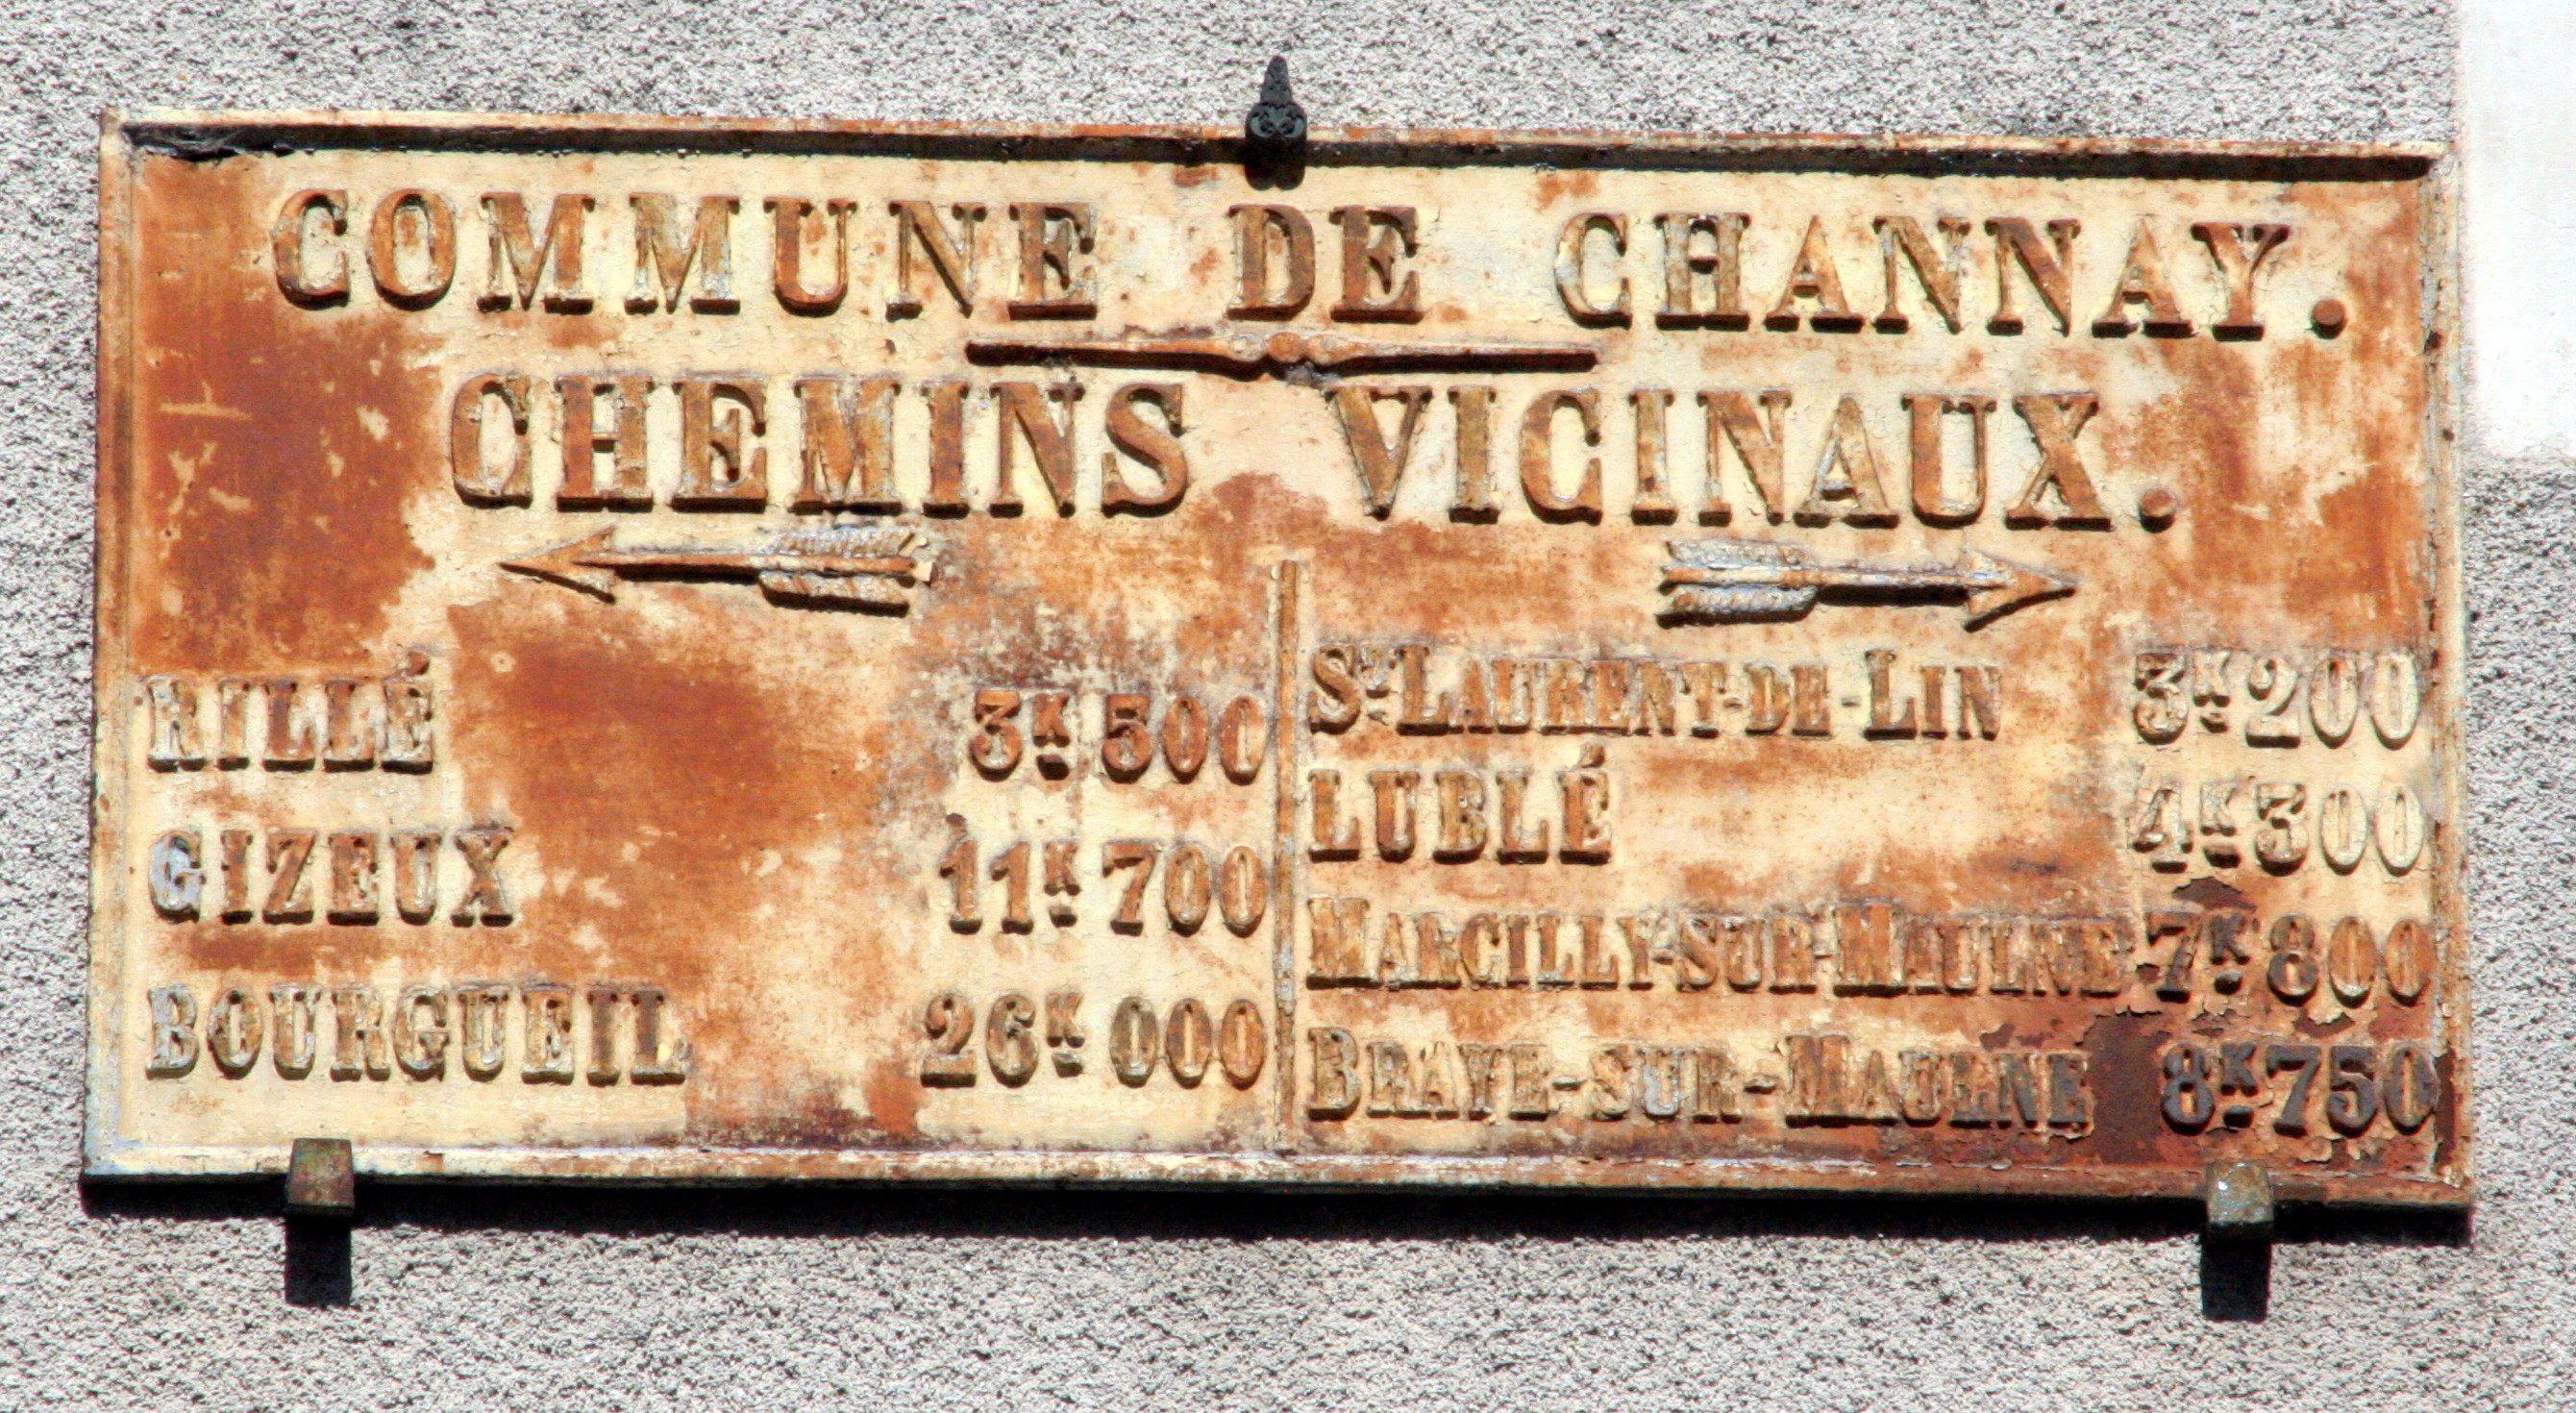 COMMUNE DE CHANNAY.
CHEMINS VICINAUX.
RILLÉ 3K 500
GIZEUX 11K 700
BOURGUEIL 26K 000
ST LAURENT-DE-LIN 3K 200
LUBLÉ 4K 300
MARCILLY-SUR-MAULNE 7K 800
BRAYE-SUR-MAULNE 8K 750